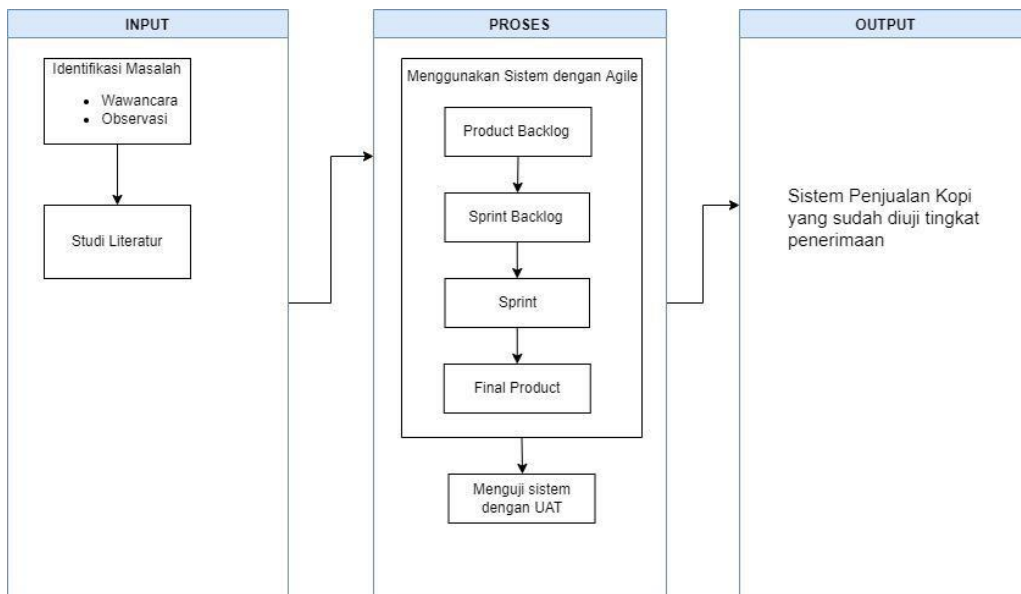 INPUT
Identifikasi Masalah
• Wawancara
• Observasi
Studi Literatur
PROSES
Menggunakan Sistem dengan Agile
Product Backlog
Sprint Backlog
Sprint
Final Product
Menguji sistem
dengan UAT
OUTPUT
Sistem Penjualan Kopi
yang sudah diuji tingkat
penerimaan